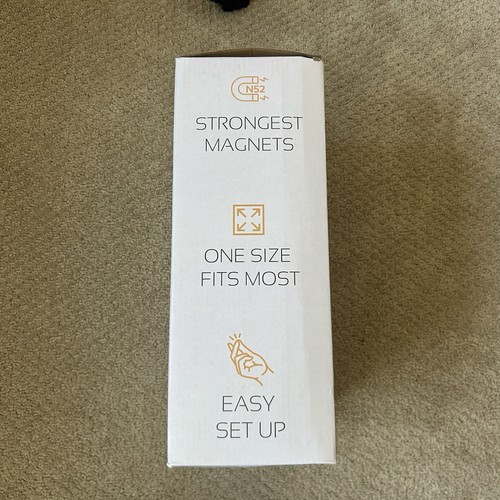 N52
STRONGEST
MAGNETS
ONE SIZE
FITS MOST
EASY
SET UP